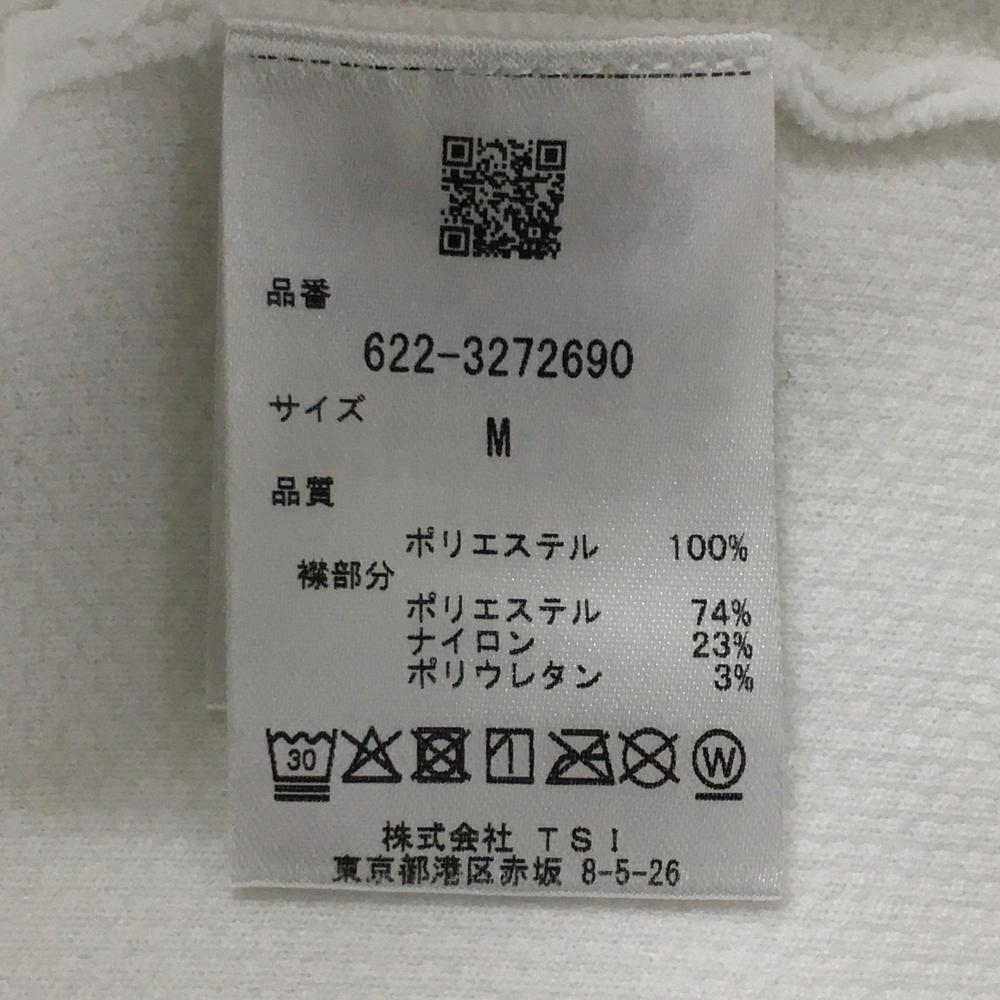 品番
622-3272690
サイズ
M
品質
ポリエステル 100%
襟部分
ポリエステル 74%
ナイロン 23%
ポリウレタン 3%
30
W
株式会社 TSI
東京都港区赤坂 8-5-26